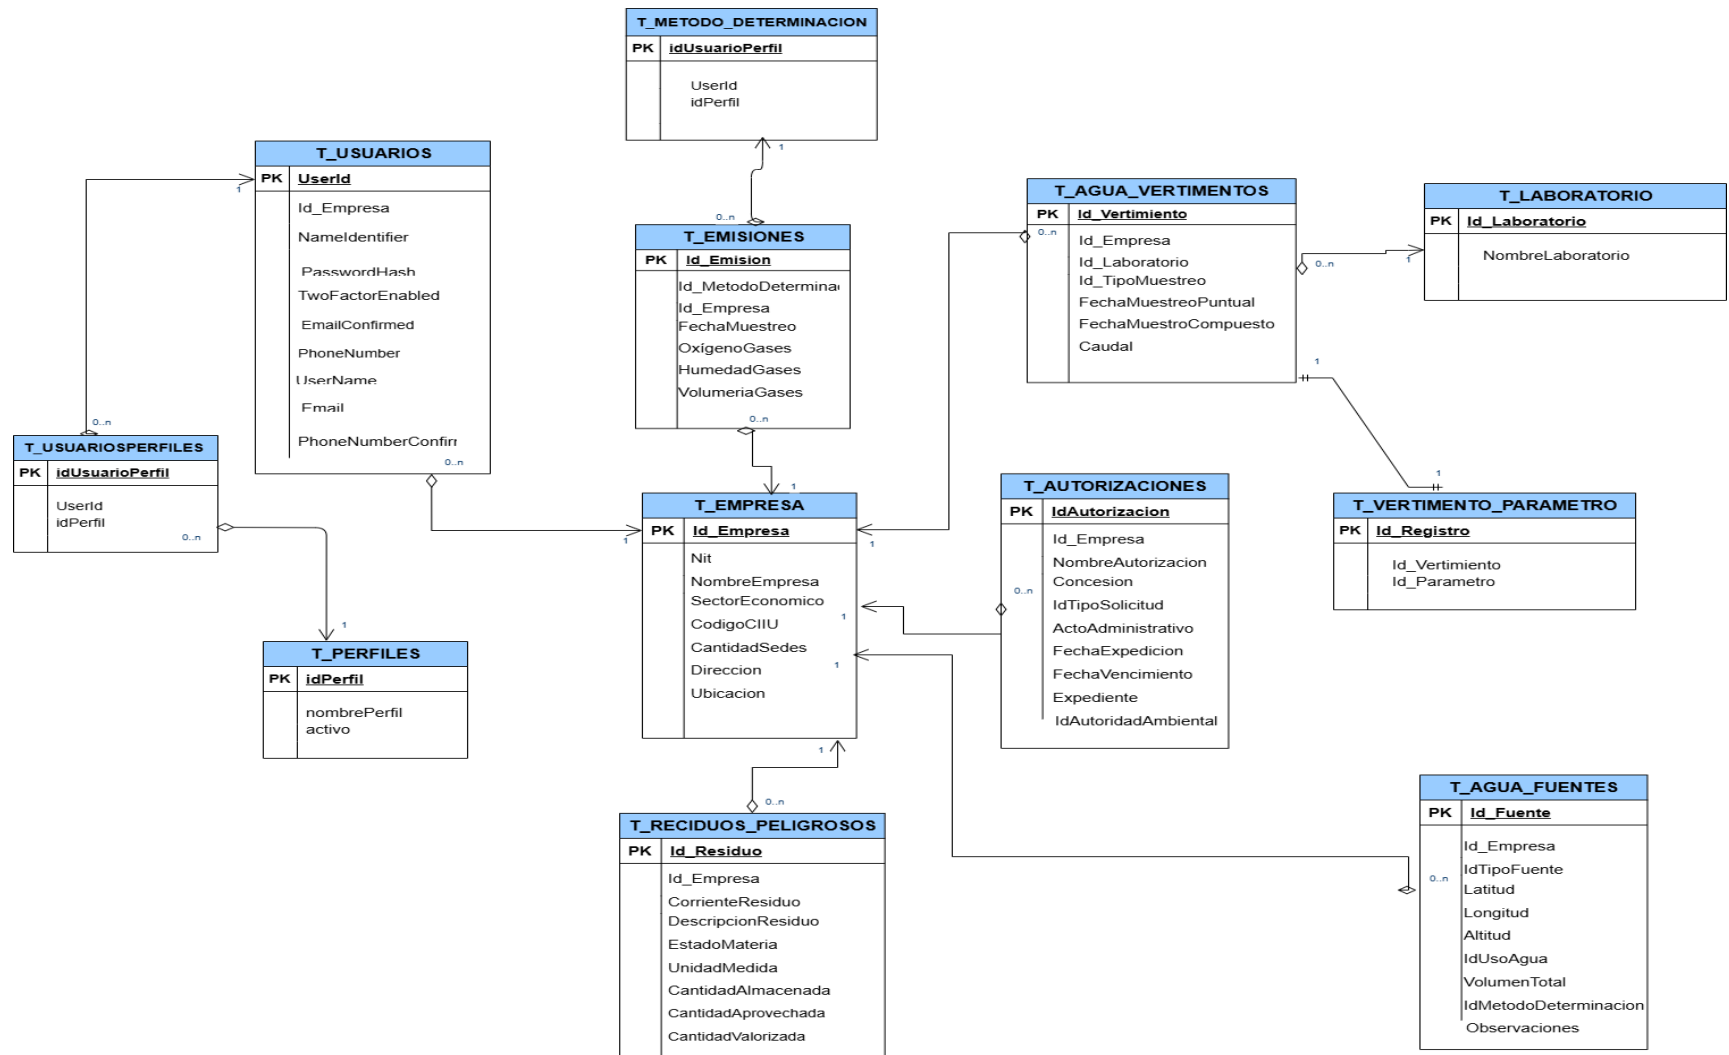 T_METODO_DETERMINACION
PK idUsuarioPerfil
UserId
idPerfil
1
0..n
T_USUARIOS
PK UserId
Id_Empresa
NameIdentifier
PasswordHash
TwoFactorEnabled
EmailConfirmed
PhoneNumber
UserName
Email
PhoneNumberConfirr
0..n
1
T_EMISIONES
PK Id_Emision
Id_MetodoDetermina
Id_Empresa
FechaMuestreo
OxígenoGases
HumedadGases
VolumeriaGases
0..n
1
T_AGUA_VERTIMENTOS
PK Id_Vertimiento
0..n
Id_Empresa
Id_Laboratorio
Id_TipoMuestreo
FechaMuestreoPuntual
FechaMuestroCompuesto
Caudal
0..n
1
T_LABORATORIO
PK Id_Laboratorio
NombreLaboratorio
1
1
T_VERTIMENTO_PARAMETRO
PK Id_Registro
Id_Vertimiento
Id_Parametro
0..n
T_USUARIOSPERFILES
PK idUsuarioPerfil
UserId
idPerfil
0..n
1
T_PERFILES
PK idPerfil
nombrePerfil
activo
T_EMPRESA
PK Id_Empresa
Nit
NombreEmpresa
SectorEconomico
CodigoCIIU
CantidadSedes
Direccion
Ubicacion
1
1
1
1
1
T_AUTORIZACIONES
PK IdAutorizacion
Id_Empresa
NombreAutorizacion
Concesion
0..n
IdTipoSolicitud
ActoAdministrativo
FechaExpedicion
FechaVencimiento
Expediente
IdAutoridadAmbiental
0..n
T_RECIDUOS_PELIGROSOS
PK Id_Residuo
Id_Empresa
CorrienteResiduo
DescripcionResiduo
EstadoMateria
UnidadMedida
CantidadAlmacenada
CantidadAprovechada
CantidadValorizada
T_AGUA_FUENTES
PK Id_Fuente
Id_Empresa
IdTipoFuente
0..n
Latitud
Longitud
Altitud
IdUsoAgua
VolumenTotal
IdMetodoDeterminacion
Observaciones